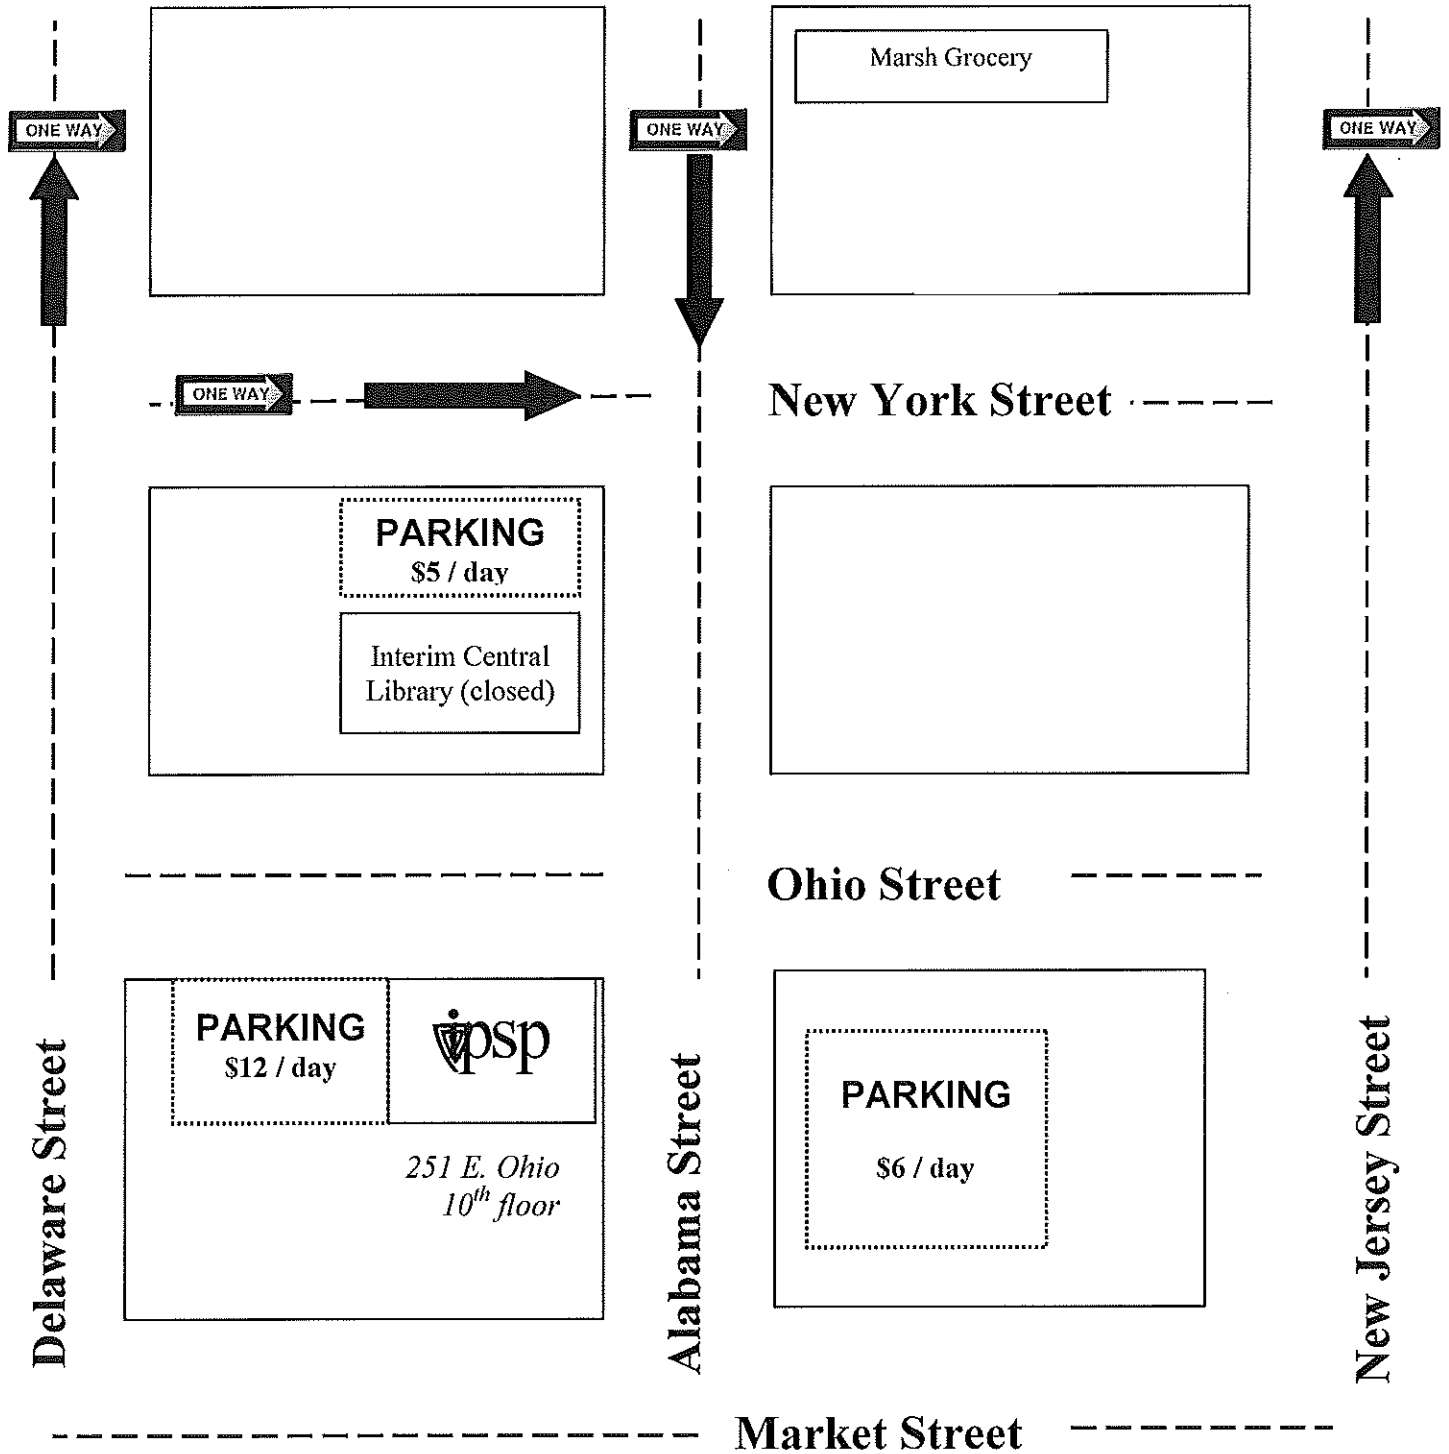 Marsh Grocery
ONE WAY
ONE WAY
ONE WAY
ONE WAY
New York Street
PARKING
$5 / day
Interim Central
Library (closed)
Ohio Street
PARKING
$12 / day
ipsp
251 E. Ohio
10th floor
PARKING
$6 / day
Delaware Street
Alabama Street
New Jersey Street
Market Street